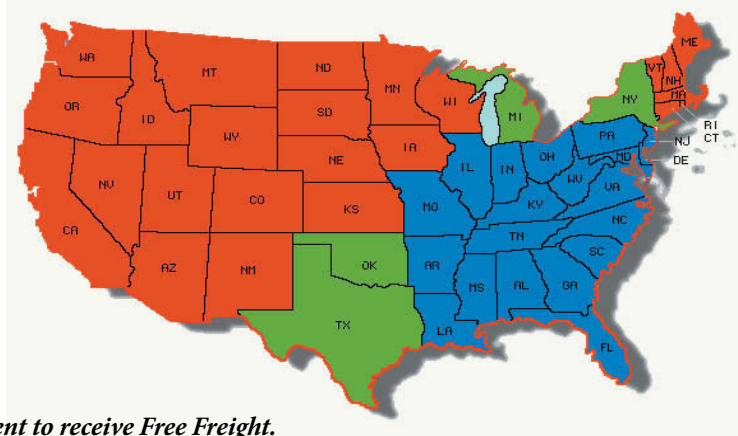 WA
MT
ND
MN
ME
VT
NH
OR
ID
SD
WI
MI
NY
MA
WY
RI
CT
IA
PA
NJ
NE
OH
MD
DE
NV
UT
CO
IL
IN
WV
VA
KS
MO
KY
CA
NC
TN
AZ
NM
OK
AR
SC
MS
AL
GA
TX
LA
FL
ent to receive Free Freight.